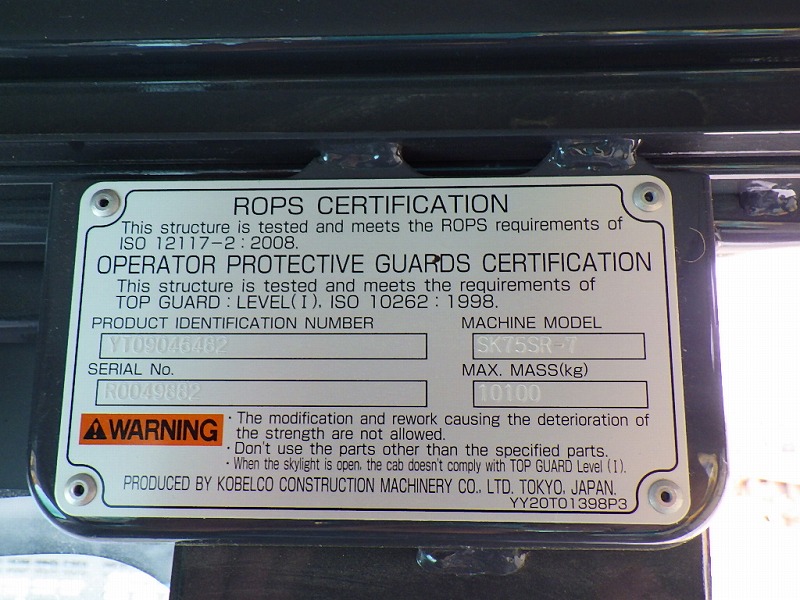 ROPS CERTIFICATION
This structure is tested and meets the ROPS requirements of
ISO 12117-2 : 2008.
OPERATOR PROTECTIVE GUARDS CERTIFICATION
This structure is tested and meets the requirements of
TOP GUARD : LEVEL(I), ISO 10262 : 1998.
PRODUCT IDENTIFICATION NUMBER MACHINE MODEL
YT09046462 SK75SR-7
SERIAL No. MAX. MASS(kg)
R0049862 10100
WARNING
・The modification and rework causing the deterioration of
the strength are not allowed.
・Don't use the parts other than the specified parts.
・When the skylight is open, the cab doesn't comply with TOP GUARD Level (I).
PRODUCED BY KOBELCO CONSTRUCTION MACHINERY CO., LTD. TOKYO, JAPAN.
YY20T01398P3